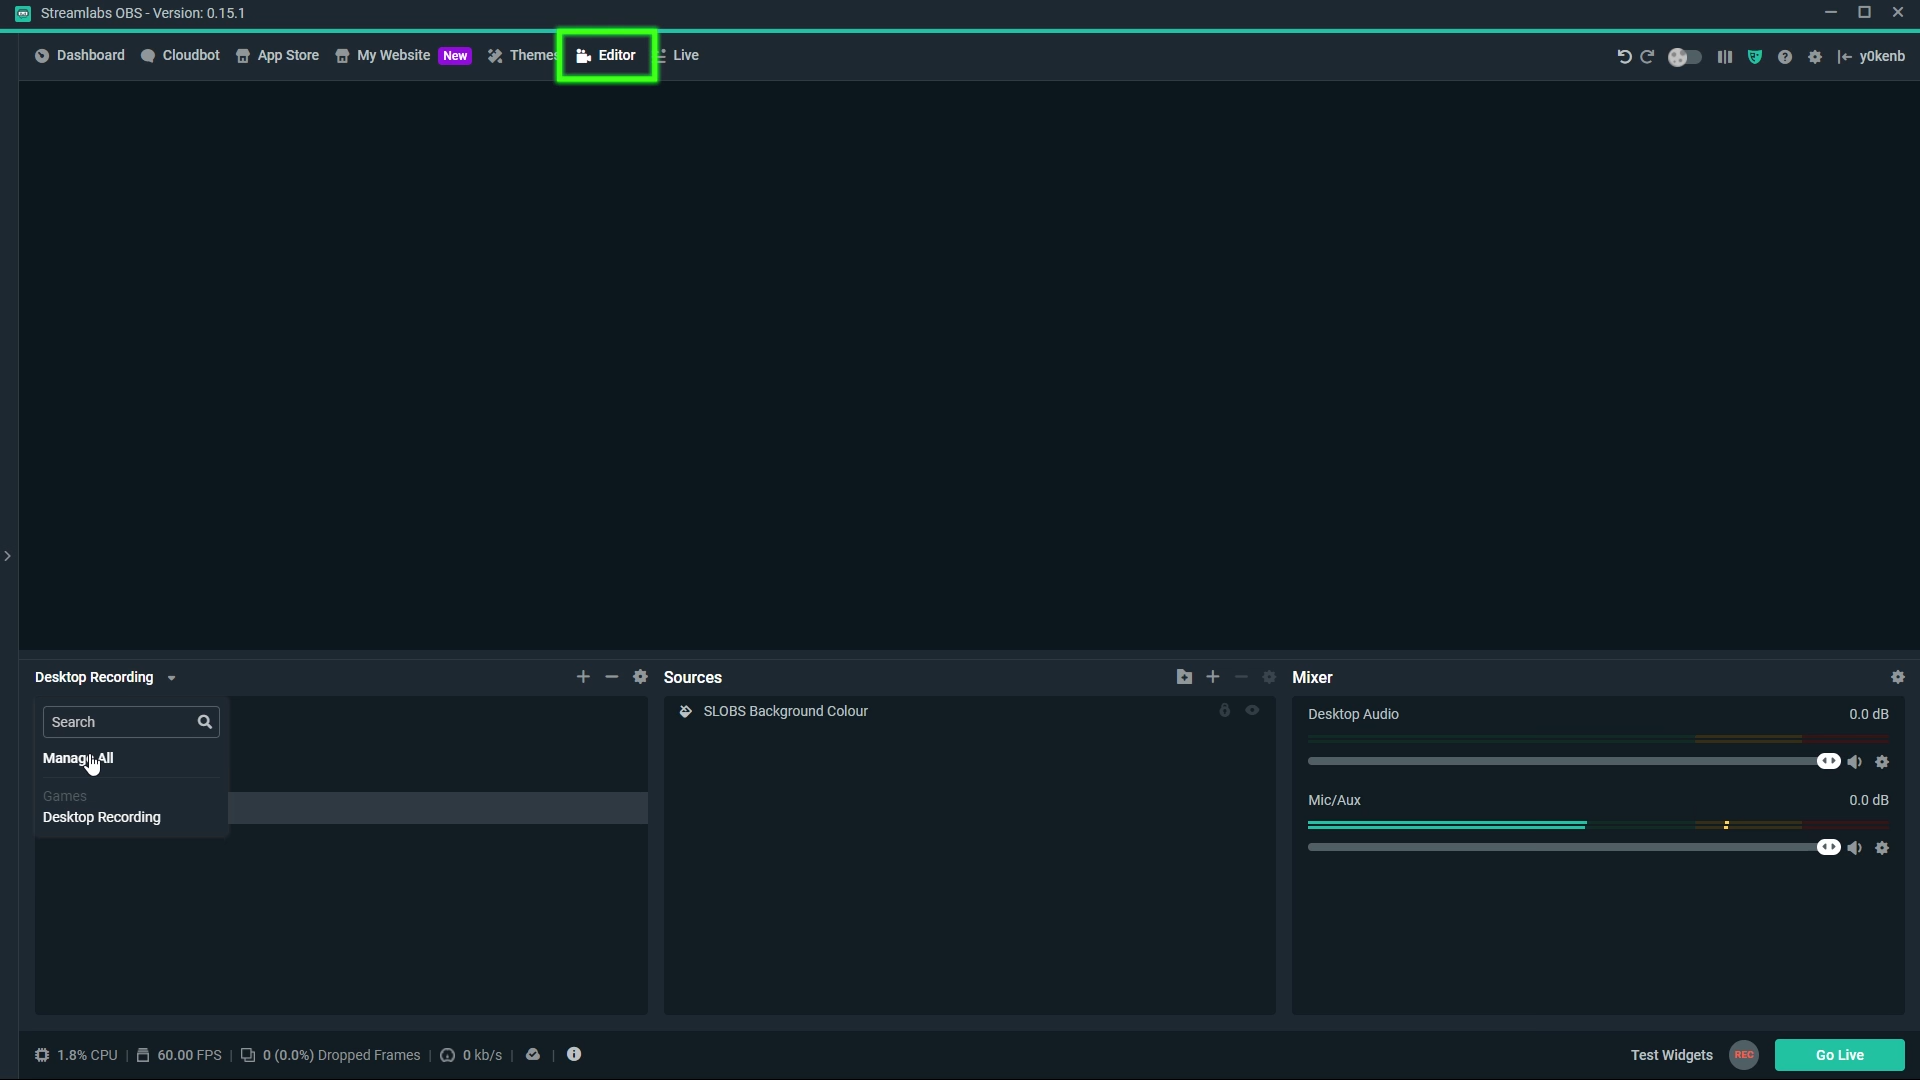 Streamlabs OBS - Version: 0.15.1
Dashboard Cloudbot App Store My Website New Themes Editor Live y0kenb
Desktop Recording Sources Mixer
Search
Manage All
Games
Desktop Recording
SLOBS Background Colour
Desktop Audio 0.0 dB
Mic/Aux 0.0 dB
1.8% CPU | 60.00 FPS | 0 (0.0%) Dropped Frames | 0 kb/s | | Test Widgets REC Go Live